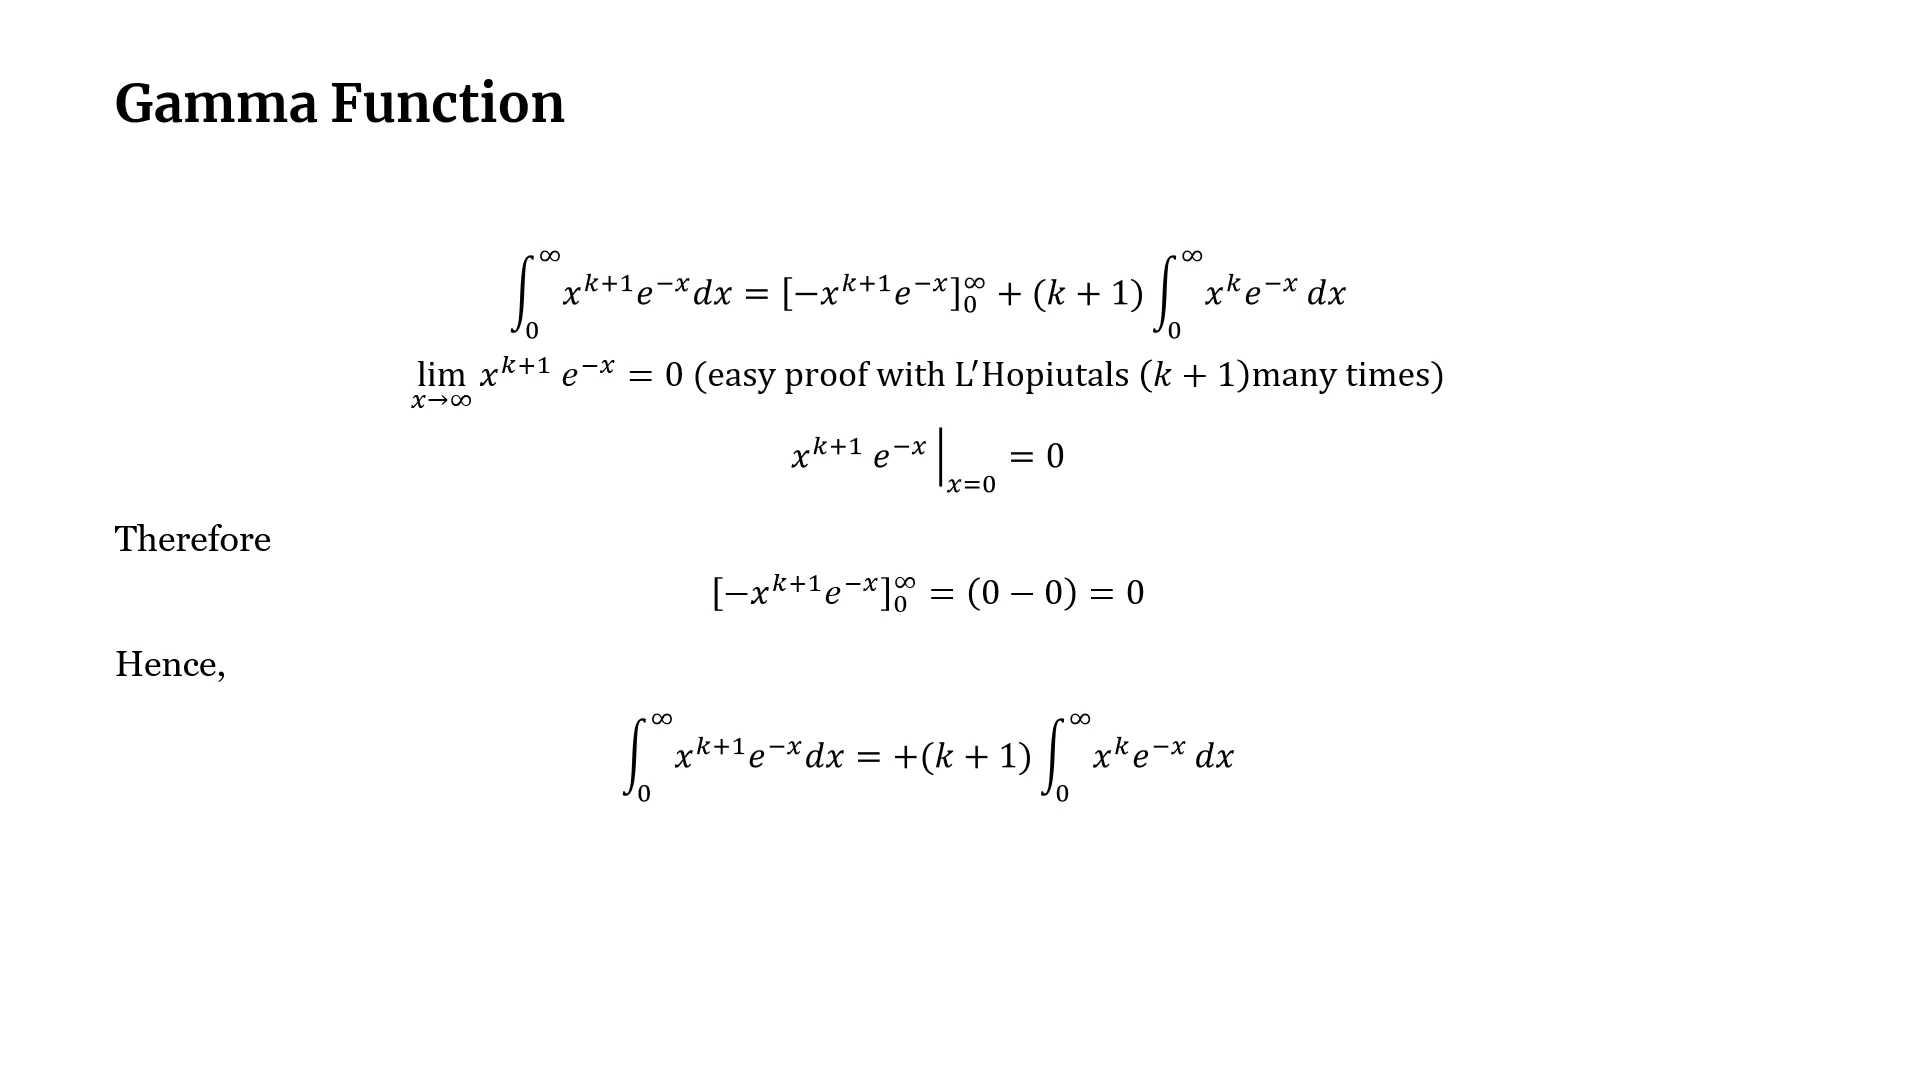 Gamma Function
∫₀^∞ x^{k+1}e^{−x}dx = [−x^{k+1}e^{−x}]₀^∞ + (k + 1) ∫₀^∞ x^k e^{−x} dx
lim_{x→∞} x^{k+1} e^{−x} = 0 (easy proof with L′Hopiutals (k + 1)many times)
x^{k+1} e^{−x} |_{x=0} = 0
Therefore
[−x^{k+1}e^{−x}]₀^∞ = (0 − 0) = 0
Hence,
∫₀^∞ x^{k+1}e^{−x}dx = +(k + 1) ∫₀^∞ x^k e^{−x} dx